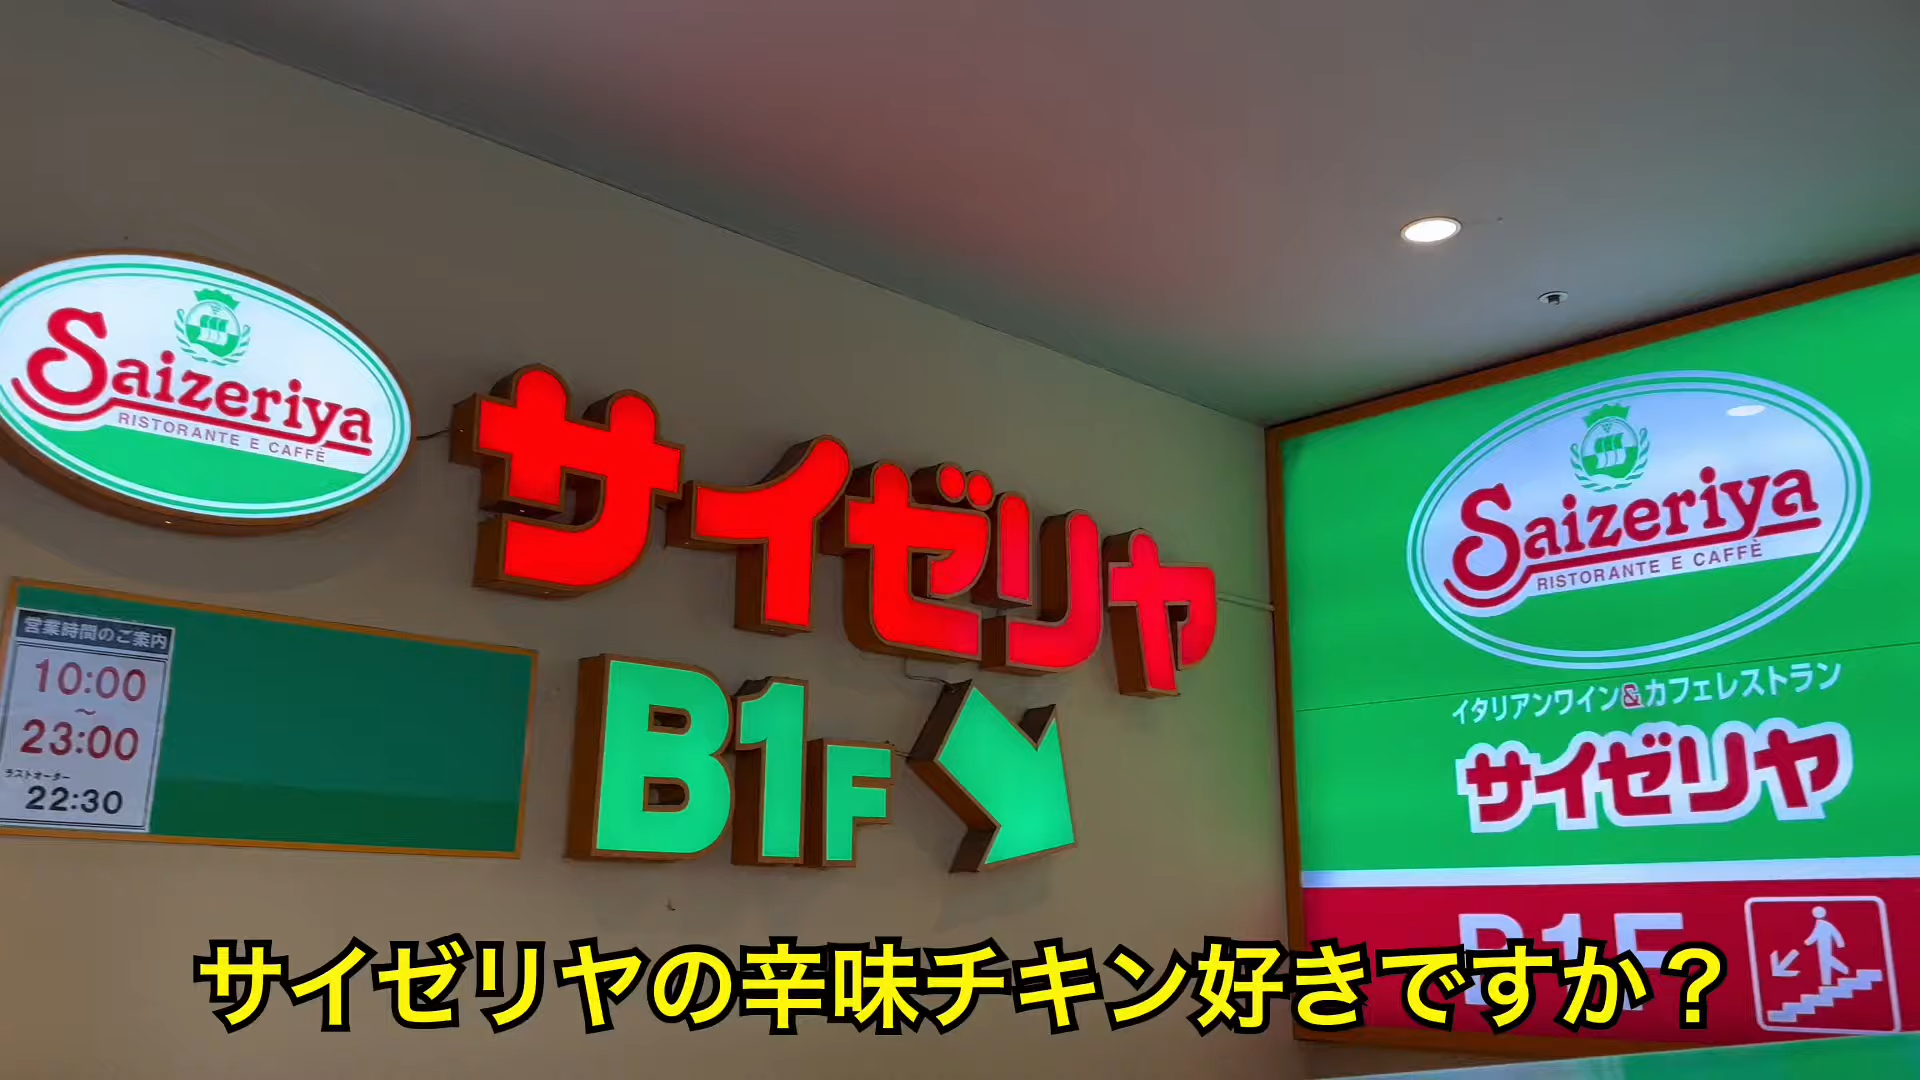 Saizeriya
RISTORANTE E CAFFÈ
サイゼリヤ
B1F
営業時間のご案内
10:00
~
23:00
ラストオーダー
22:30
Saizeriya
RISTORANTE E CAFFÈ
イタリアンワイン&カフェレストラン
サイゼリヤ
B1F
サイゼリヤの辛味チキン好きですか？